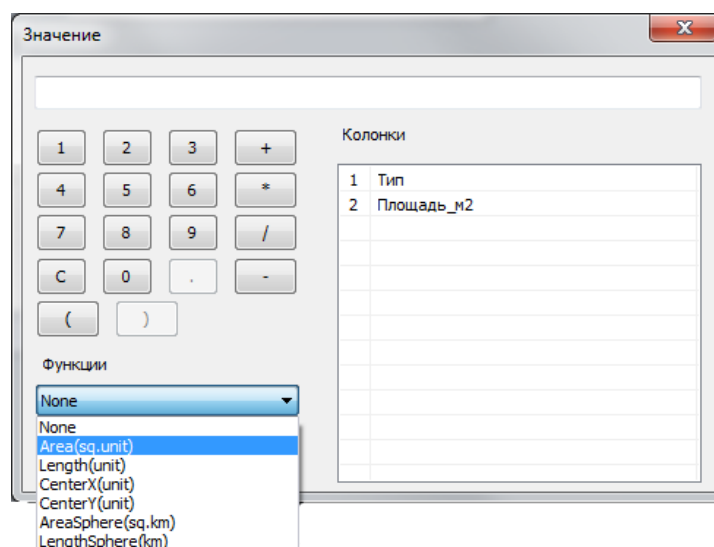 Значение
Колонки
1 2 3 +
4 5 6 *
7 8 9 /
C 0 . -
( )
1 Тип
2 Площадь_м2
Функции
None
None
Area(sq.unit)
Length(unit)
CenterX(unit)
CenterY(unit)
AreaSphere(sq.km)
LengthSphere(km)